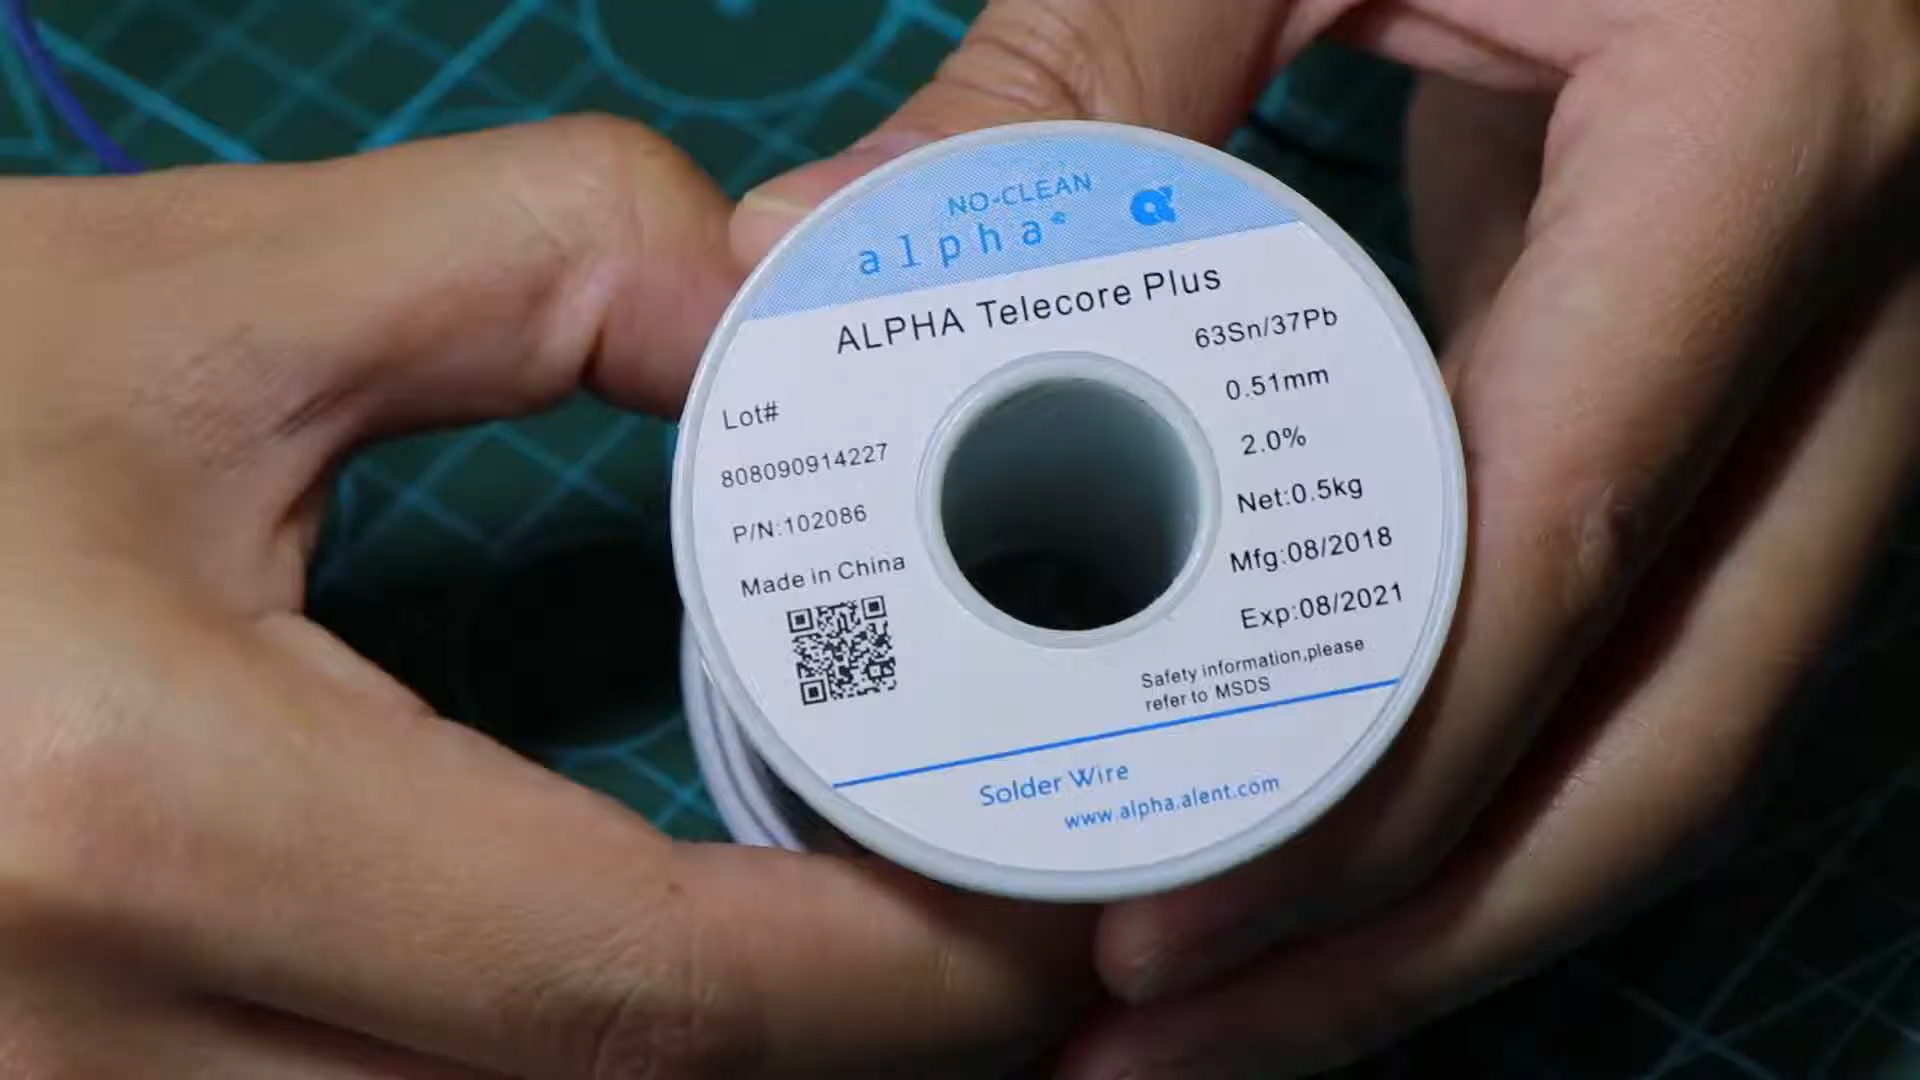 NO-CLEAN
alpha®
ALPHA Telecore Plus
63Sn/37Pb
0.51mm
2.0%
Net:0.5kg
Mfg:08/2018
Exp:08/2021
Lot#
808090914227
P/N:102086
Made in China
Safety information,please
refer to MSDS
Solder Wire
www.alpha.alent.com